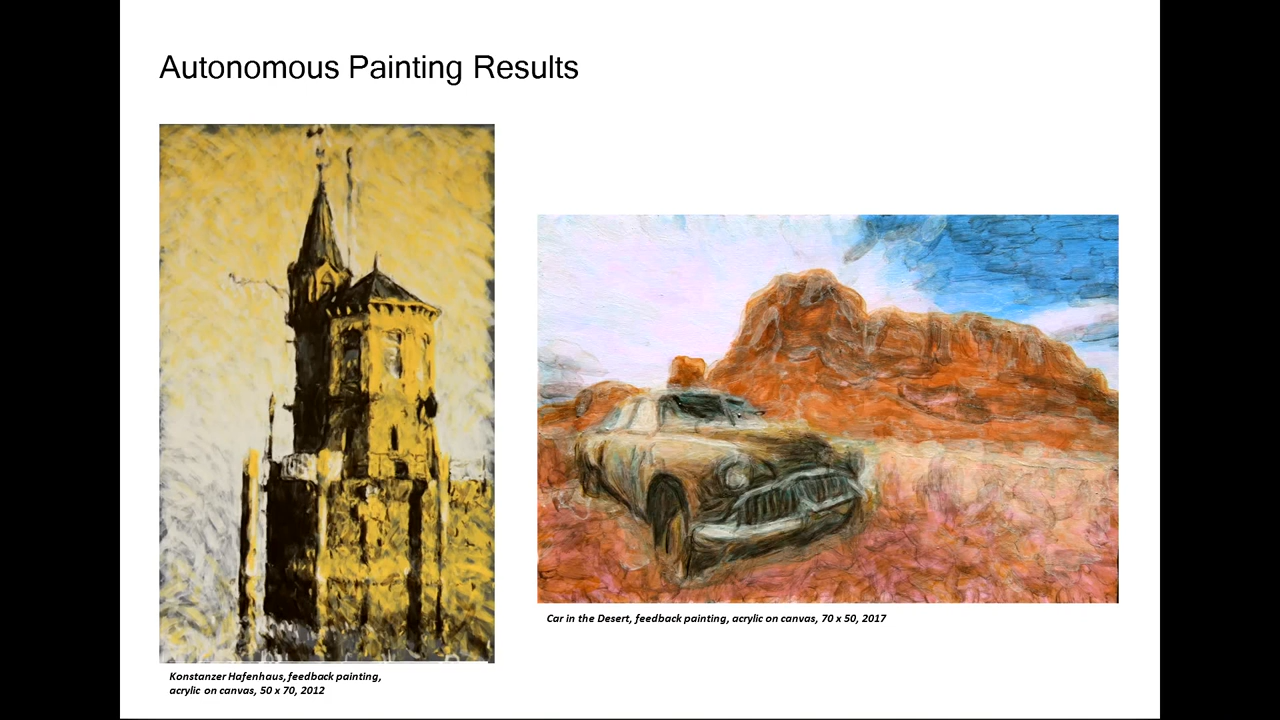 Autonomous Painting Results
Car in the Desert, feedback painting, acrylic on canvas, 70 x 50, 2017
Konstanzer Hafenhaus, feedback painting,
acrylic on canvas, 50 x 70, 2012